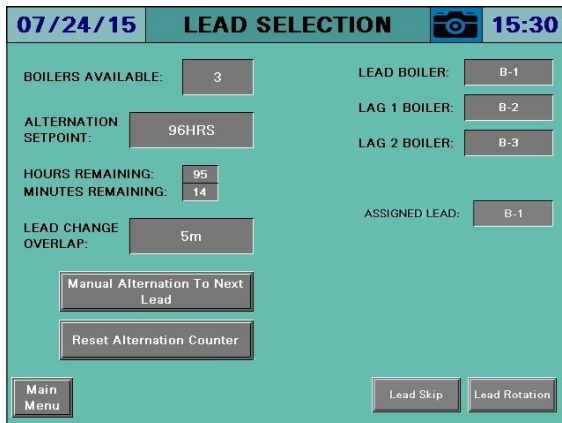 07/24/15 LEAD SELECTION 15:30
BOILERS AVAILABLE: 3
ALTERNATION
SETPOINT: 96HRS
HOURS REMAINING: 95
MINUTES REMAINING: 14
LEAD CHANGE
OVERLAP: 5m
Manual Alternation To Next
Lead
Reset Alternation Counter
LEAD BOILER: B-1
LAG 1 BOILER: B-2
LAG 2 BOILER: B-3
ASSIGNED LEAD: B-1
Main
Menu
Lead Skip
Lead Rotation